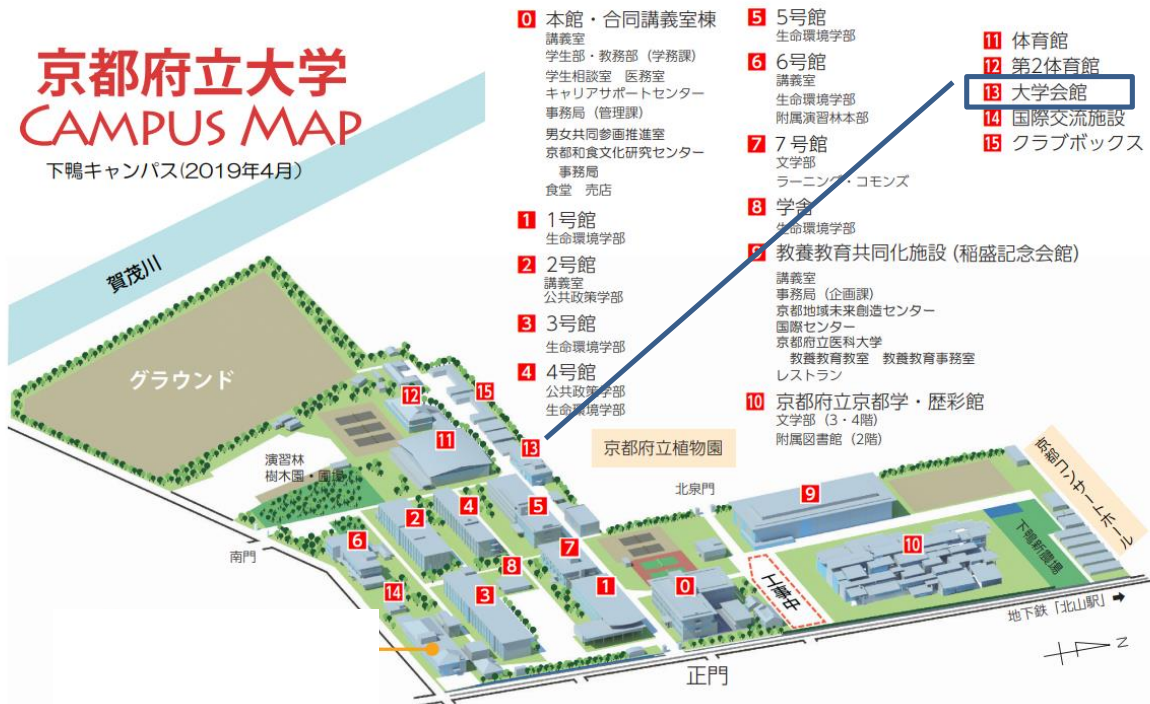 京都府立大学
CAMPUS MAP
下鴨キャンパス(2019年4月)
0 本館・合同講義室棟
講義室
学生部・教務部（学務課）
学生相談室　医務室
キャリアサポートセンター
事務局（管理課）
男女共同参画推進室
京都和食文化研究センター
事務局
食堂　売店
1 1号館
生命環境学部
2 2号館
講義室
公共政策学部
3 3号館
生命環境学部
4 4号館
公共政策学部
生命環境学部
5 5号館
生命環境学部
6 6号館
講義室
生命環境学部
附属演習林本部
7 7号館
文学部
ラーニング・コモンズ
8 学舎
生命環境学部
9 教養教育共同化施設 (稲盛記念会館)
講義室
事務局（企画課）
京都地域未来創造センター
国際センター
京都府立医科大学
教養教育教室　教養教育事務室
レストラン
10 京都府立京都学・歴彩館
文学部（3・4階）
附属図書館（2階）
11 体育館
12 第2体育館
13 大学会館
14 国際交流施設
15 クラブボックス
賀茂川
グラウンド
12
15
11
13
京都府立植物園
演習林
樹木園・圃場
北泉門
9
京都コンサートホール
2
4
5
10
下鴨新農場
南門
6
7
8
14
3
1
0
工事中
地下鉄「北山駅」
正門
N